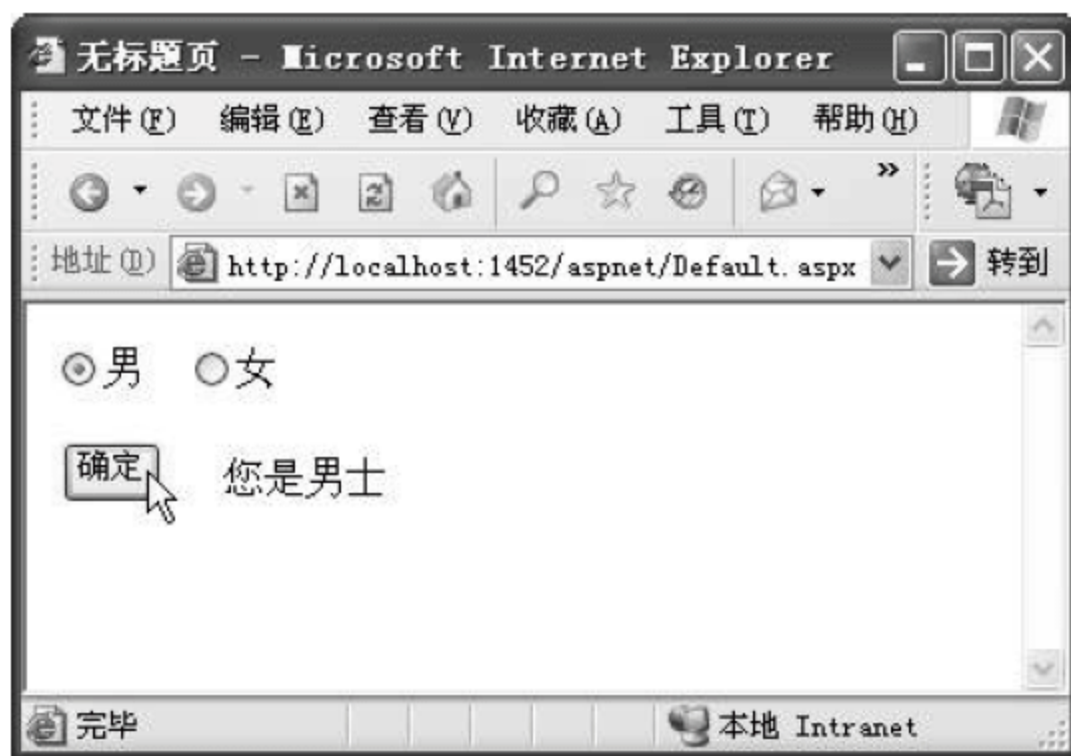 无标题页 - Microsoft Internet Explorer
文件(F) 编辑(E) 查看(V) 收藏(A) 工具(T) 帮助(H)
»
地址(D) http://localhost:1452/aspnet/Default.aspx 转到
男 女
确定 您是男士
完毕 本地 Intranet